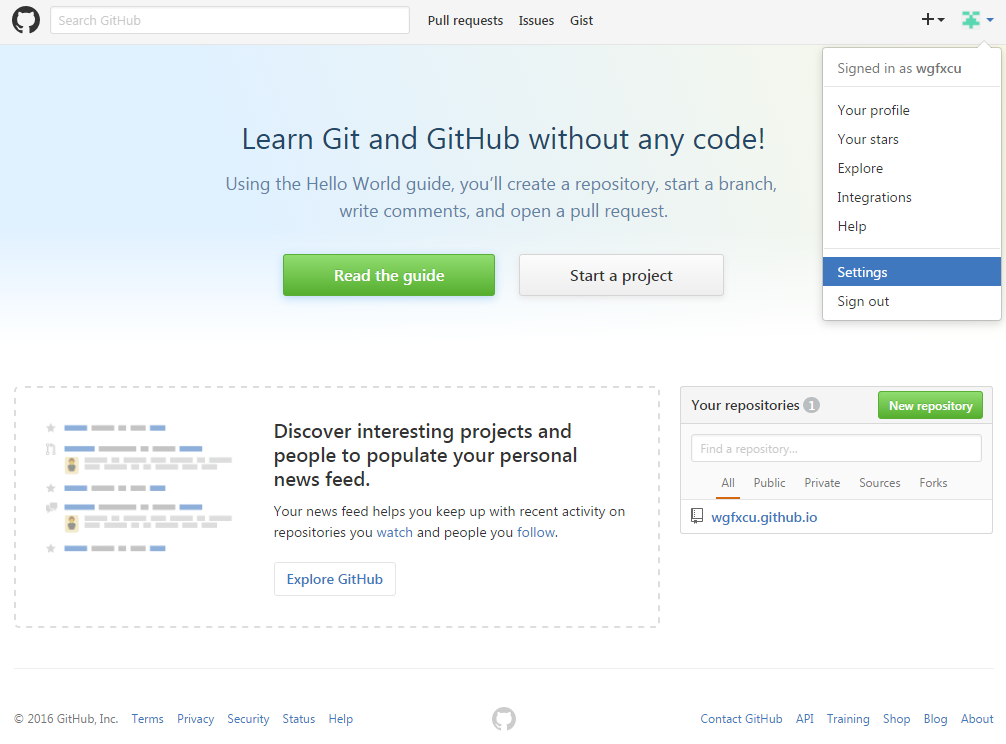 Search GitHub
Pull requests Issues Gist
Signed in as wgfxcu
Your profile
Your stars
Explore
Integrations
Help
Settings
Sign out
Learn Git and GitHub without any code!
Using the Hello World guide, you’ll create a repository, start a branch,
write comments, and open a pull request.
Read the guide
Start a project
Discover interesting projects and
people to populate your personal
news feed.
Your news feed helps you keep up with recent activity on
repositories you watch and people you follow.
Explore GitHub
Your repositories 1
New repository
Find a repository...
All Public Private Sources Forks
wgfxcu.github.io
© 2016 GitHub, Inc. Terms Privacy Security Status Help
Contact GitHub API Training Shop Blog About